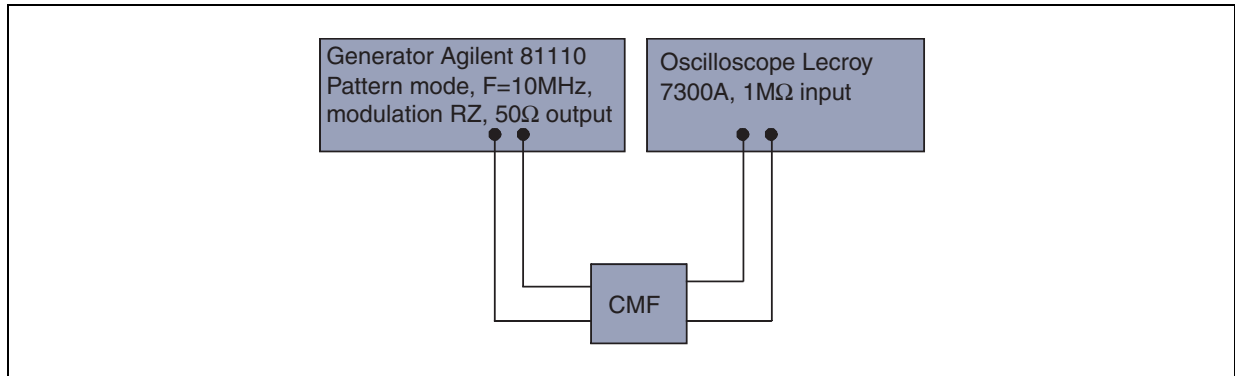 Generator Agilent 81110
Pattern mode, F=10MHz,
modulation RZ, 50Ω output
Oscilloscope Lecroy
7300A, 1MΩ input
CMF